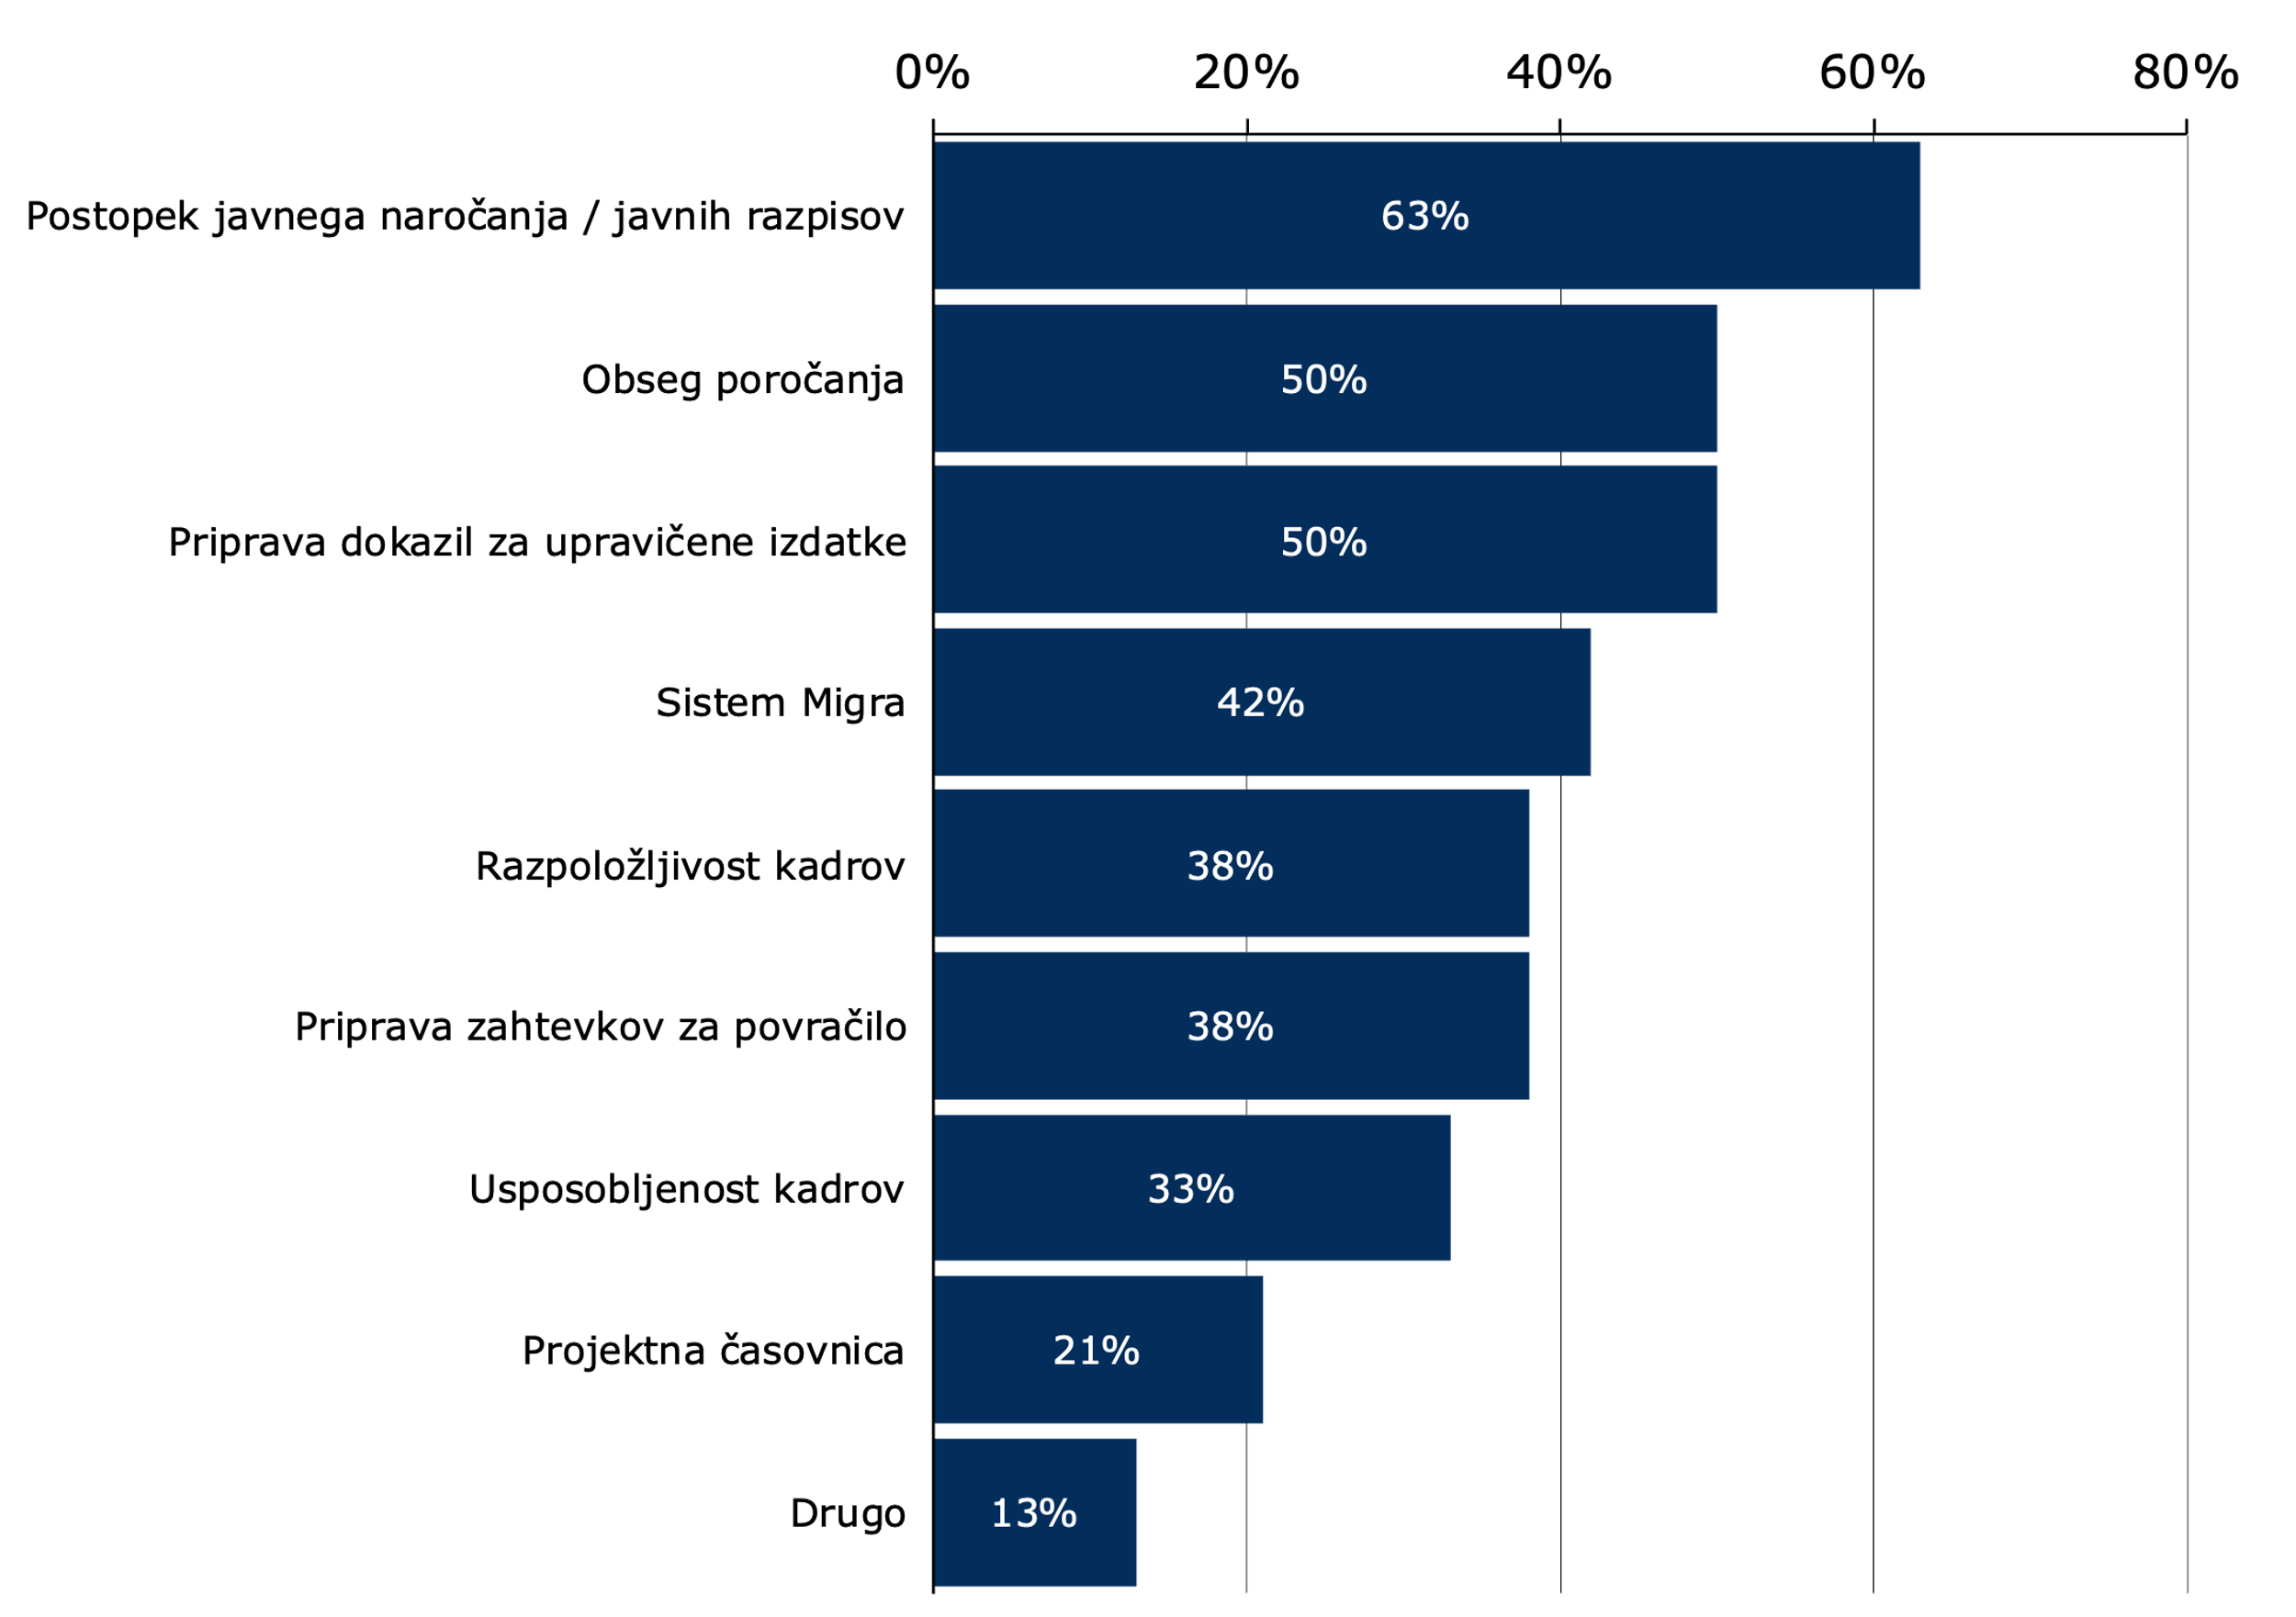 0% 20% 40% 60% 80%
Postopek javnega naročanja / javnih razpisov 63%
Obseg poročanja 50%
Priprava dokazil za upravičene izdatke 50%
Sistem Migra 42%
Razpoložljivost kadrov 38%
Priprava zahtevkov za povračilo 38%
Usposobljenost kadrov 33%
Projektna časovnica 21%
Drugo 13%